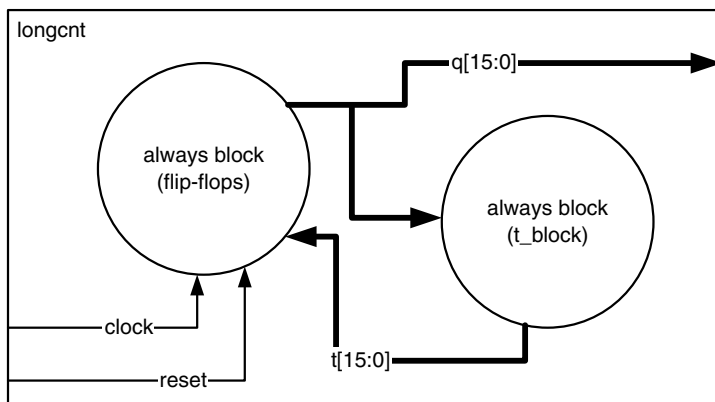 longcnt
q[15:0]
always block
(flip-flops)
always block
(t_block)
clock
t[15:0]
reset